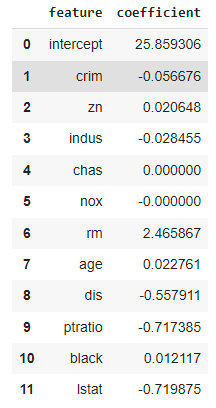 feature coefficient
0 intercept 25.859306
1 crim -0.056676
2 zn 0.020648
3 indus -0.028455
4 chas 0.000000
5 nox -0.000000
6 rm 2.465867
7 age 0.022761
8 dis -0.557911
9 ptratio -0.717385
10 black 0.012117
11 lstat -0.719875